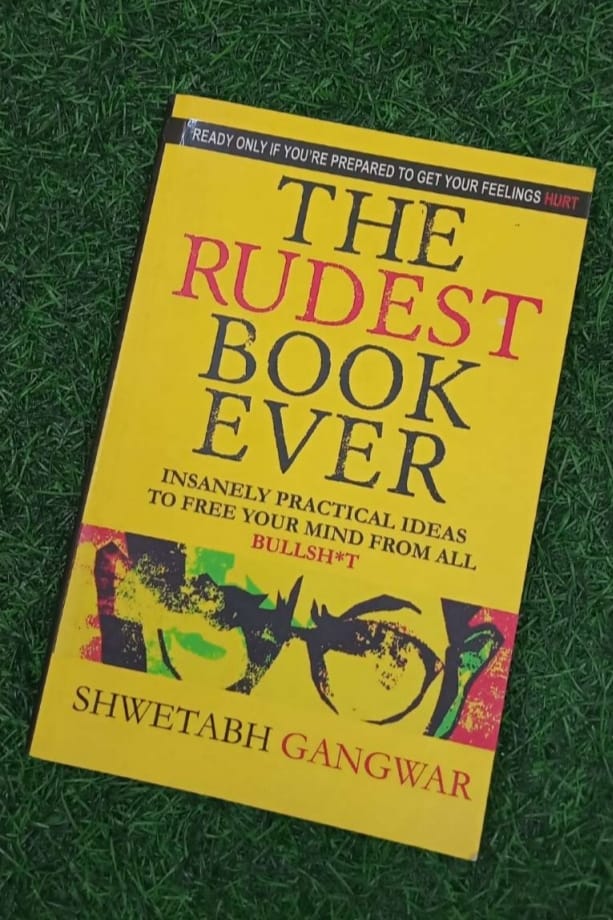 READY ONLY IF YOU'RE PREPARED TO GET YOUR FEELINGS HURT
THE
RUDEST
BOOK
EVER
INSANELY PRACTICAL IDEAS
TO FREE YOUR MIND FROM ALL
BULLSH*T
SHWETABH GANGWAR